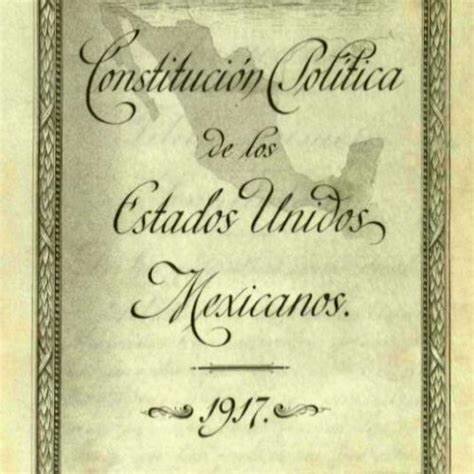 Constitución Política
de los
Estados Unidos
Mexicanos.
1917.